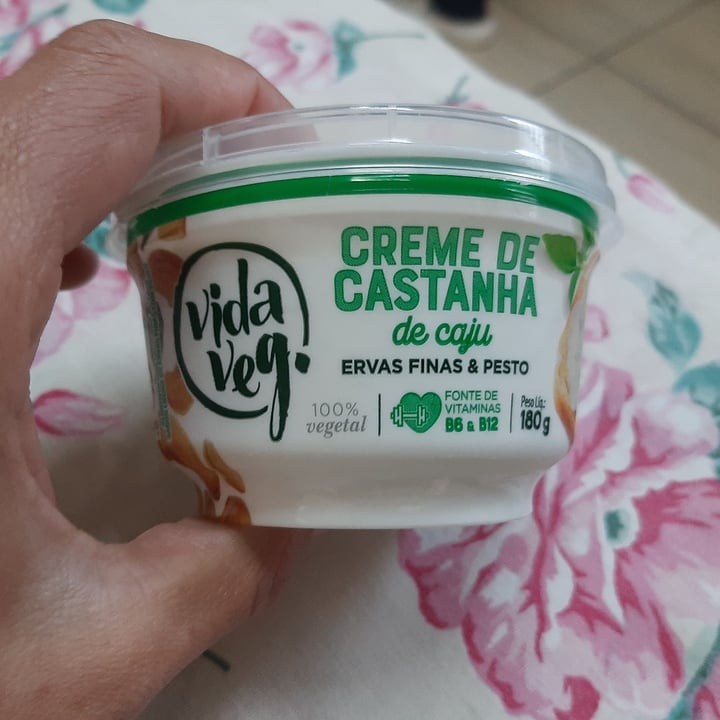 vida
veg.
CREME DE
CASTANHA
de caju
ERVAS FINAS & PESTO
100%
vegetal
FONTE DE
VITAMINAS
B6 & B12
Peso Líq.:
180g